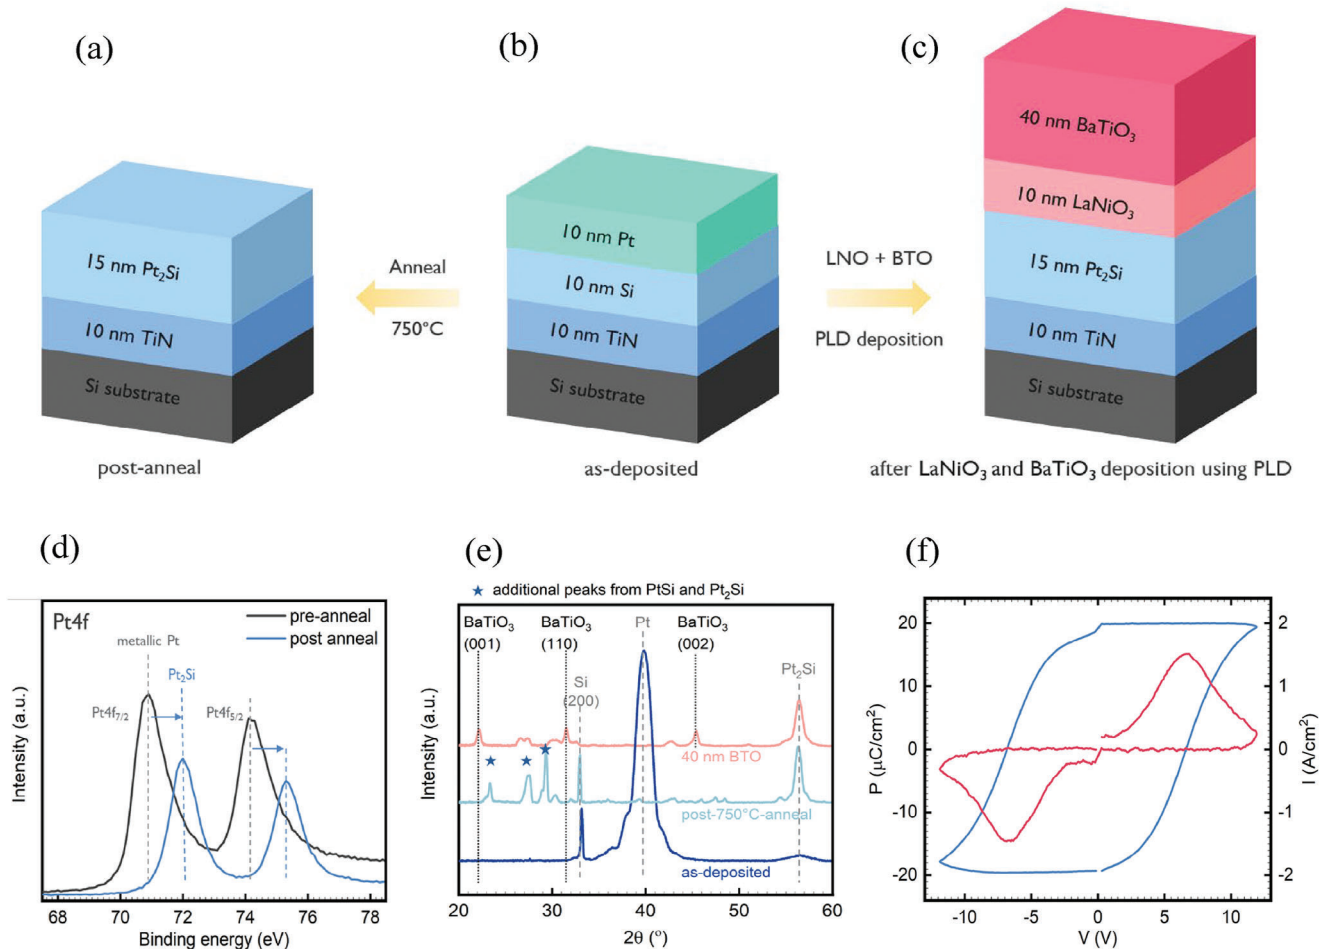 (a)
(b)
(c)
15 nm Pt₂Si
10 nm TiN
Si substrate
post-anneal
Anneal
750°C
10 nm Pt
10 nm Si
10 nm TiN
Si substrate
as-deposited
LNO + BTO
PLD deposition
40 nm BaTiO₃
10 nm LaNiO₃
15 nm Pt₂Si
10 nm TiN
Si substrate
after LaNiO₃ and BaTiO₃ deposition using PLD
(d)
Pt4f
pre-anneal
post anneal
metallic Pt
Pt₂Si
Pt4f₇/₂
Pt4f₅/₂
Intensity (a.u.)
68 70 72 74 76 78
Binding energy (eV)
(e)
★ additional peaks from PtSi and Pt₂Si
BaTiO₃
(001)
BaTiO₃
(110)
Si
(200)
Pt
BaTiO₃
(002)
Pt₂Si
40 nm BTO
post-750°C-anneal
as-deposited
Intensity (a.u.)
20 30 40 50 60
2θ (°)
(f)
20
10
0
-10
-20
P (μC/cm²)
2
1
0
-1
-2
I (A/cm²)
-10 -5 0 5 10
V (V)